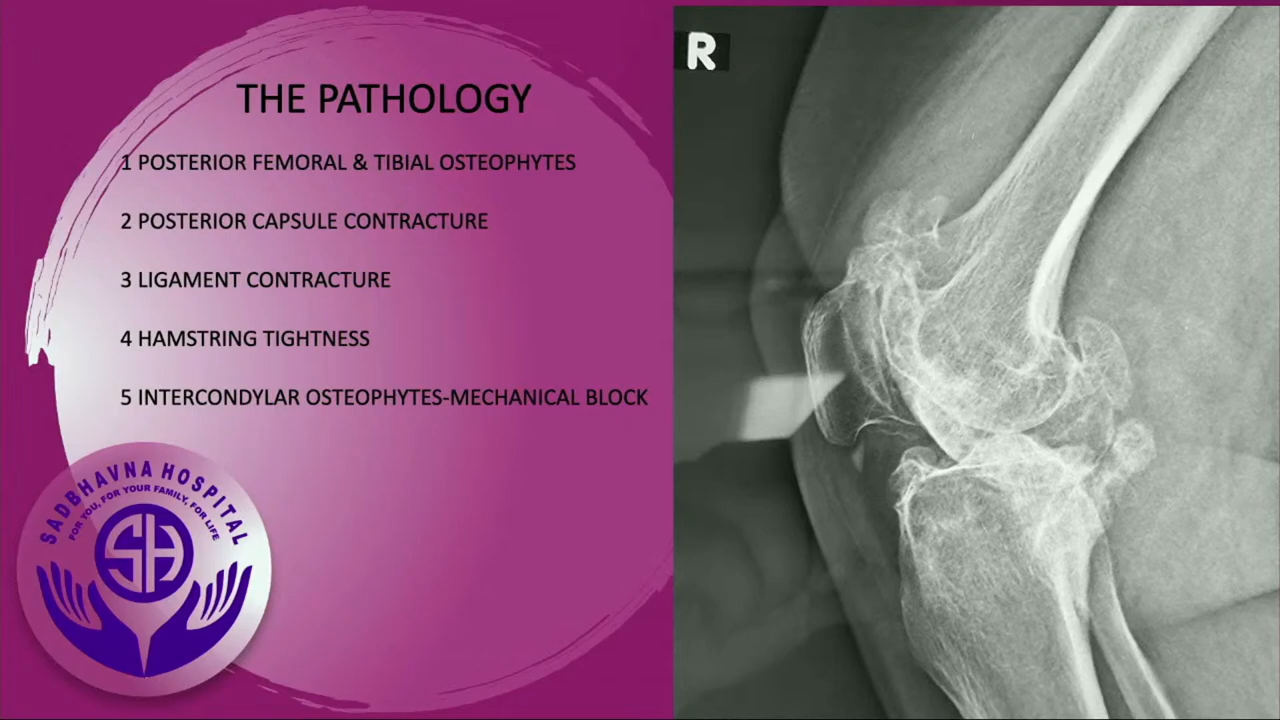 THE PATHOLOGY
1 POSTERIOR FEMORAL & TIBIAL OSTEOPHYTES
2 POSTERIOR CAPSULE CONTRACTURE
3 LIGAMENT CONTRACTURE
4 HAMSTRING TIGHTNESS
5 INTERCONDYLAR OSTEOPHYTES-MECHANICAL BLOCK
SADBHAVNA HOSPITAL
FOR YOU, FOR YOUR FAMILY, FOR LIFE
SH
R